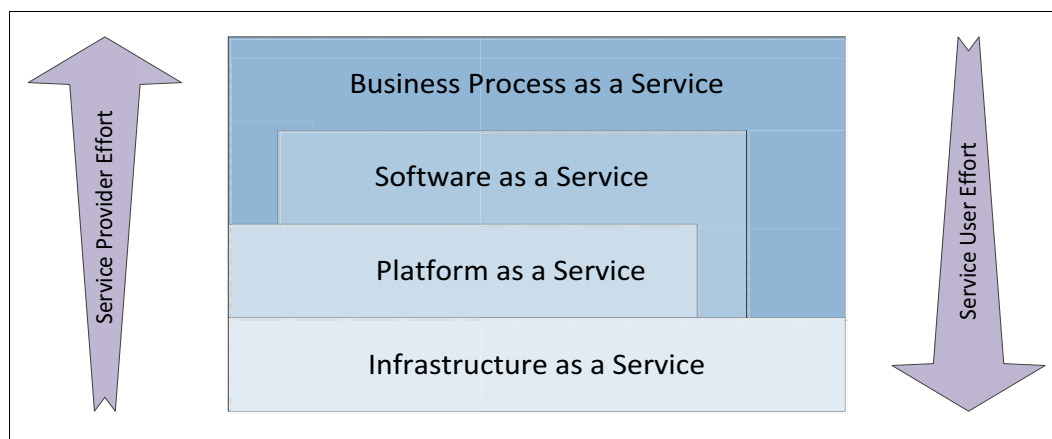 Service Provider Effort
Business Process as a Service
Software as a Service
Platform as a Service
Infrastructure as a Service
Service User Effort